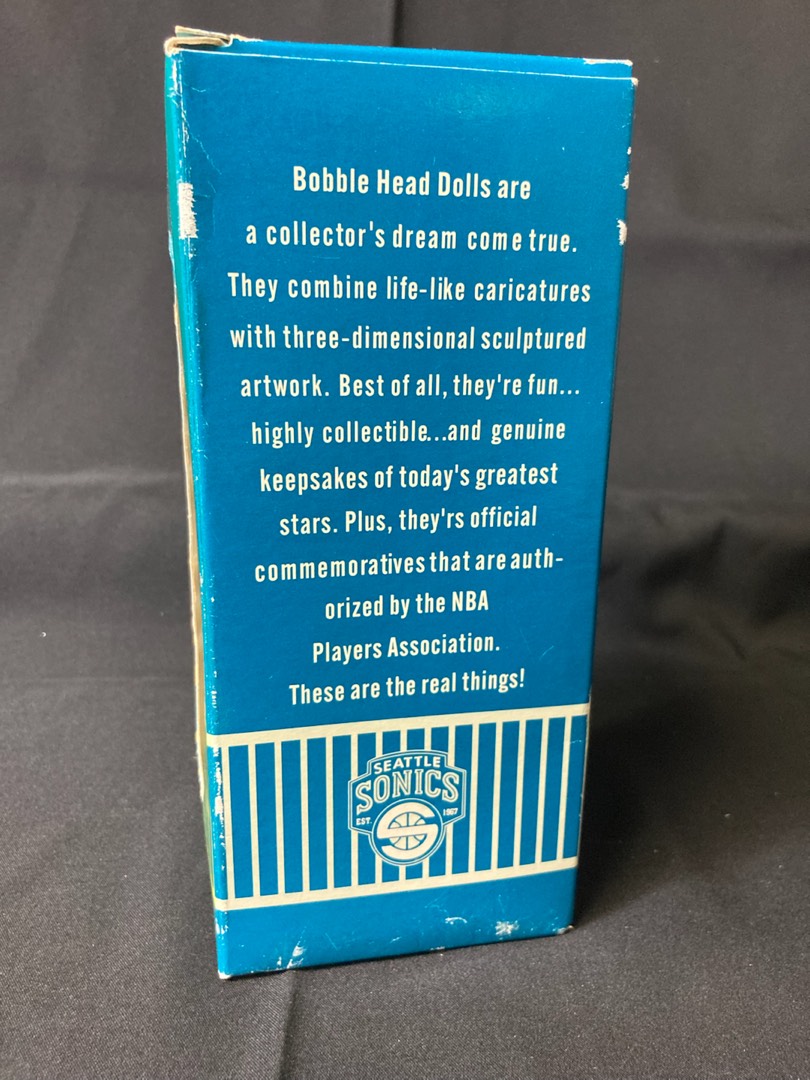 Bobble Head Dolls are
a collector's dream come true.
They combine life-like caricatures
with three-dimensional sculptured
artwork. Best of all, they're fun...
highly collectible...and genuine
keepsakes of today's greatest
stars. Plus, they'rs official
commemoratives that are auth-
orized by the NBA
Players Association.
These are the real things!
SEATTLE
SONICS
EST. 1967